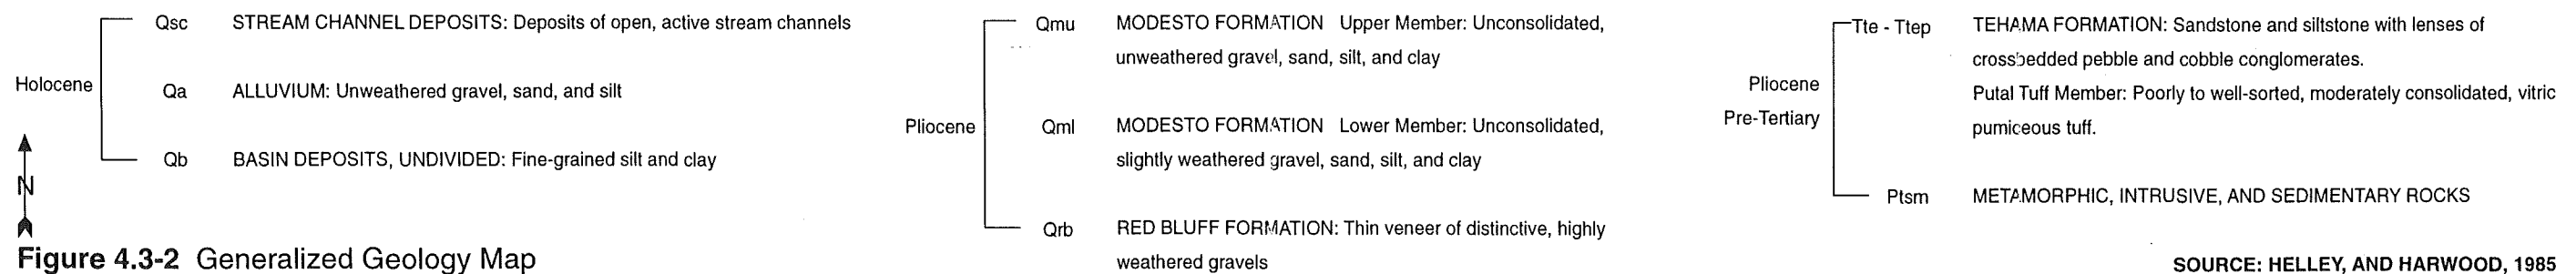 Holocene
Qsc STREAM CHANNEL DEPOSITS: Deposits of open, active stream channels
Qa ALLUVIUM: Unweathered gravel, sand, and silt
Qb BASIN DEPOSITS, UNDIVIDED: Fine-grained silt and clay
N
Pliocene
Qmu MODESTO FORMATION Upper Member: Unconsolidated,
unweathered gravel, sand, silt, and clay
Qml MODESTO FORMATION Lower Member: Unconsolidated,
slightly weathered gravel, sand, silt, and clay
Qrb RED BLUFF FORMATION: Thin veneer of distinctive, highly
weathered gravels
Pliocene
Pre-Tertiary
Tte - Ttep TEHAMA FORMATION: Sandstone and siltstone with lenses of
crossbedded pebble and cobble conglomerates.
Putal Tuff Member: Poorly to well-sorted, moderately consolidated, vitric
pumiceous tuff.
Ptsm METAMORPHIC, INTRUSIVE, AND SEDIMENTARY ROCKS
Figure 4.3-2 Generalized Geology Map
SOURCE: HELLEY, AND HARWOOD, 1985